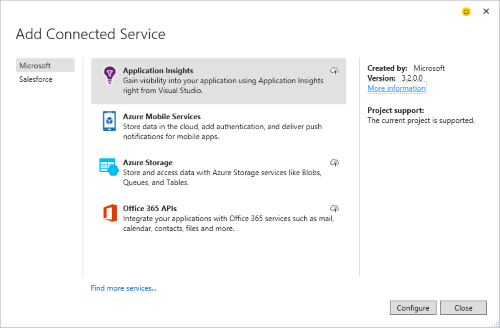 Add Connected Service
Microsoft
Salesforce
Application Insights
Gain visibility into your application using Application Insights
right from Visual Studio.
Azure Mobile Services
Store data in the cloud, add authentication, and deliver push
notifications for mobile apps.
Azure Storage
Store and access data with Azure Storage services like Blobs,
Queues, and Tables.
Office 365 APIs
Integrate your applications with Office 365 services such as mail,
calendar, contacts, files and more.
Find more services...
Created by: Microsoft
Version: 3.2.0.0
More information
Project support:
The current project is supported.
Configure
Close